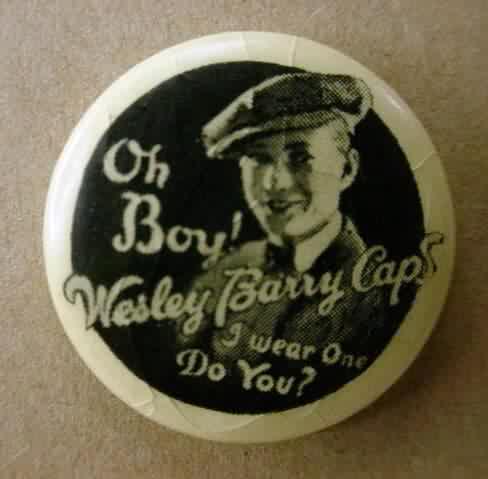 Oh
Boy!
Wesley Barry Caps
I wear One
Do You?